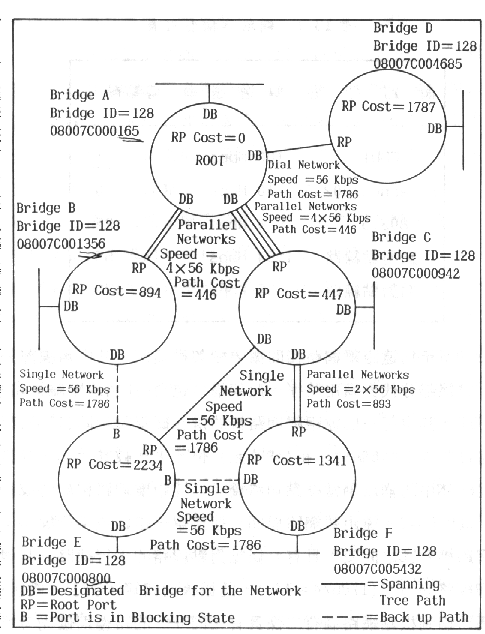 Bridge D
Bridge ID=128
08007C004685
Bridge A
Bridge ID=128
08007C000165
DB
RP Cost=0
ROOT
DB
DB
DB
RP Cost=1787
DB
RP
Dial Network
Speed =56 Kbps
Path Cost=1786
Parallel Networks
Speed =4×56 Kbps
Path Cost=446
Bridge B
Bridge ID=128
08007C001356
Parallel
Networks
Speed =
4×56 Kbps
Path Cost
=446
Bridge C
Bridge ID=128
08007C000942
RP
RP Cost=894
DB
DB
RP
RP Cost=447
DB
DB
DB
Single Network
Speed =56 Kbps
Path Cost=1786
Single
Network
Speed
=56 Kbps
Path Cost
=1786
Parallel Networks
Speed =2×56 Kbps
Path Cost=893
B
RP
RP Cost=2234
B
DB
RP
RP Cost=1341
DB
DB
Single
Network
Speed
=56 Kbps
Path Cost=1786
Bridge E
Bridge ID=128
08007C000800
Bridge F
Bridge ID=128
08007C005432
DB=Designated Bridge for the Network
RP=Root Port
B =Port is in Blocking State
=Spanning
Tree Path
=Back up Path